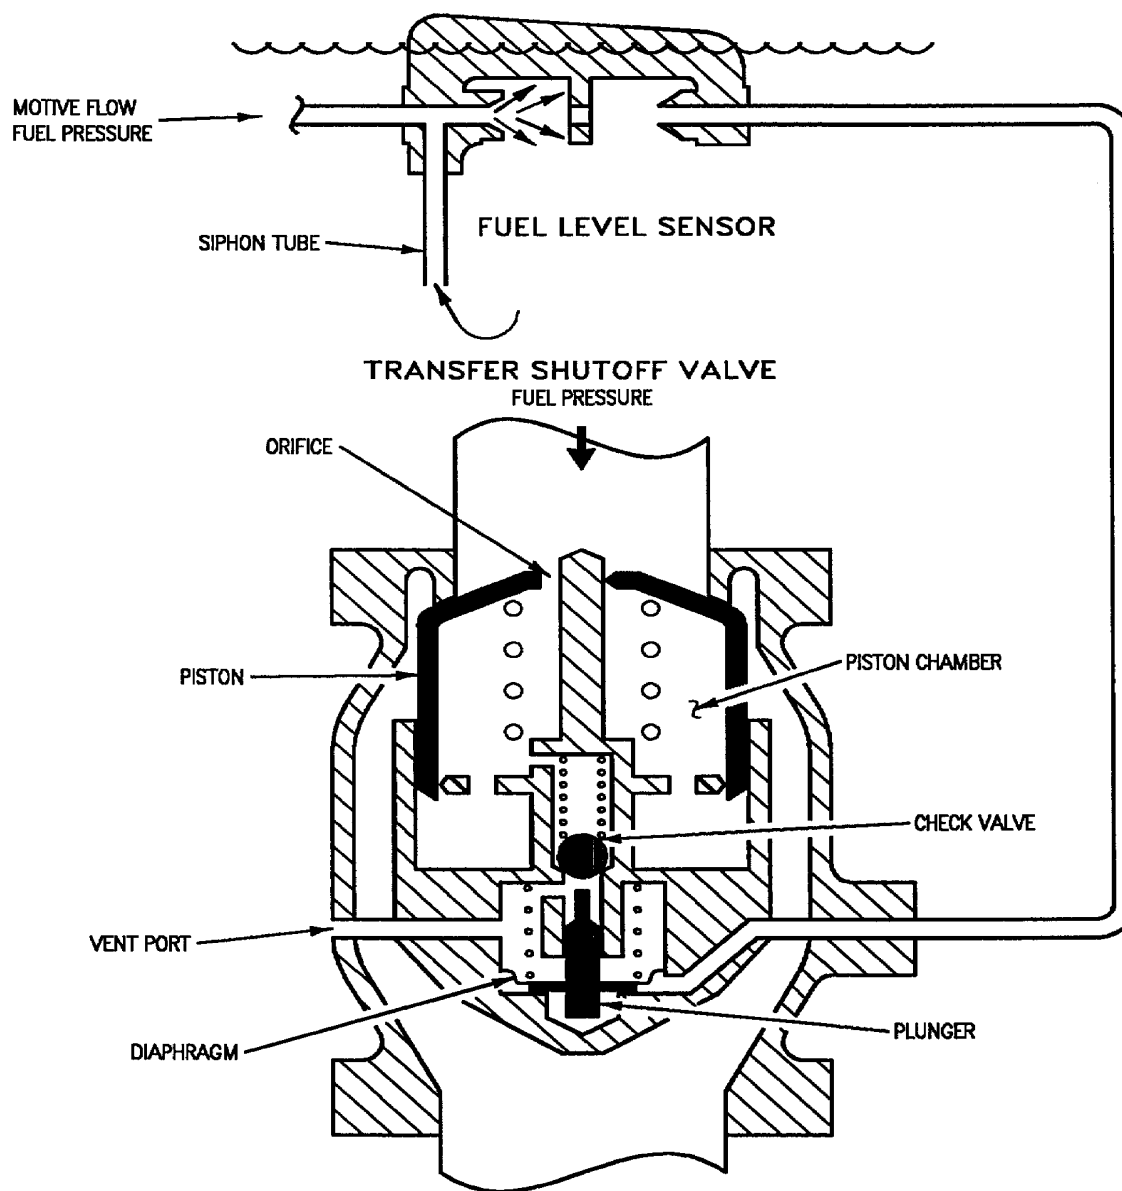 MOTIVE FLOW
FUEL PRESSURE
SIPHON TUBE
FUEL LEVEL SENSOR
TRANSFER SHUTOFF VALVE
FUEL PRESSURE
ORIFICE
PISTON
PISTON CHAMBER
CHECK VALVE
VENT PORT
DIAPHRAGM
PLUNGER